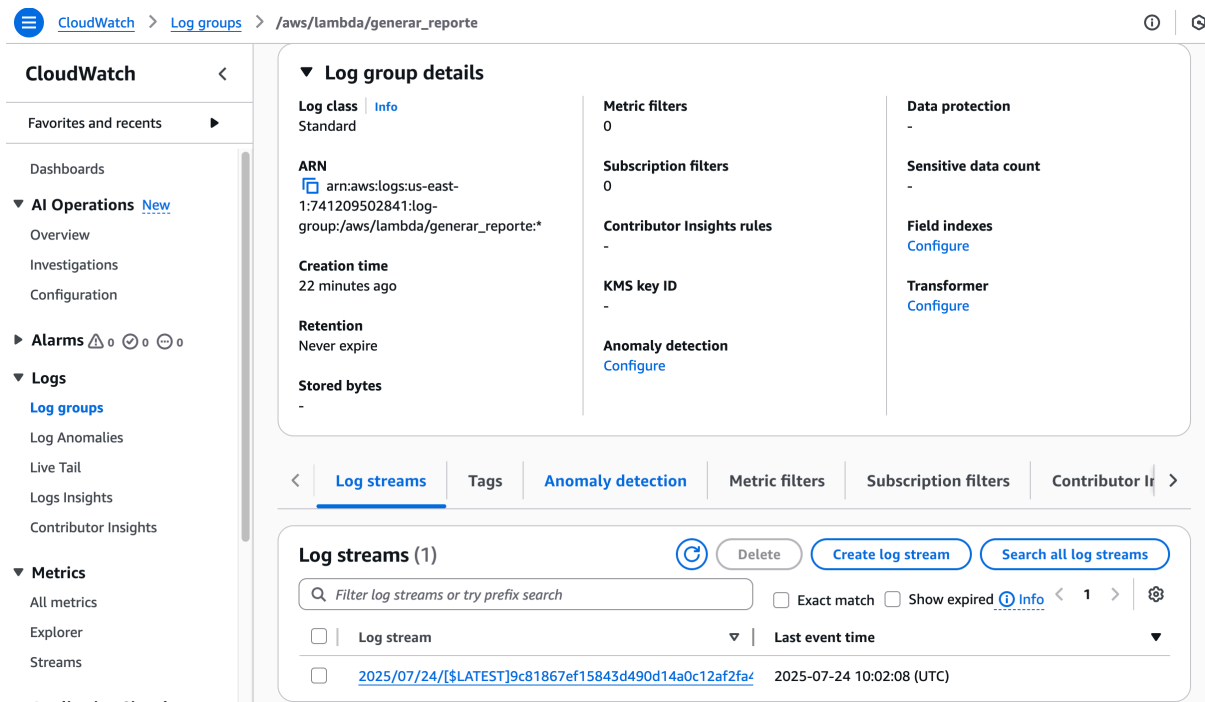 CloudWatch > Log groups > /aws/lambda/generar_reporte
CloudWatch
Favorites and recents
Dashboards
AI Operations New
Overview
Investigations
Configuration
Alarms 0 0 0
Logs
Log groups
Log Anomalies
Live Tail
Logs Insights
Contributor Insights
Metrics
All metrics
Explorer
Streams
Log group details
Log class Info
Standard
ARN
arn:aws:logs:us-east-
1:741209502841:log-
group:/aws/lambda/generar_reporte:*
Creation time
22 minutes ago
Retention
Never expire
Stored bytes
-
Metric filters
0
Subscription filters
0
Contributor Insights rules
-
KMS key ID
-
Anomaly detection
Configure
Data protection
-
Sensitive data count
-
Field indexes
Configure
Transformer
Configure
Log streams Tags Anomaly detection Metric filters Subscription filters Contributor
Log streams (1)
Delete Create log stream Search all log streams
Filter log streams or try prefix search
Exact match Show expired Info 1
Log stream Last event time
2025/07/24/[$LATEST]9c81867ef15843d490d14a0c12af2fa4 2025-07-24 10:02:08 (UTC)